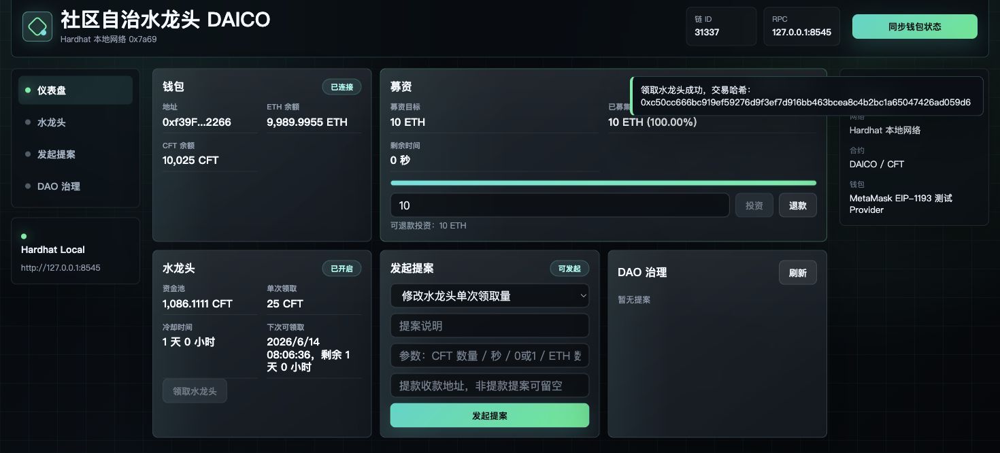 社区自治水龙头 DAICO
Hardhat 本地网络 0x7a69
链 ID
31337
RPC
127.0.0.1:8545
同步钱包状态
仪表盘
水龙头
发起提案
DAO 治理
Hardhat Local
http://127.0.0.1:8545
钱包
已连接
地址
0xf39F...2266
ETH 余额
9,989.9955 ETH
CFT 余额
10,025 CFT
募资
募资目标
10 ETH
已募集
10 ETH (100.00%)
剩余时间
0 秒
10
投资
退款
可退款投资：10 ETH
领取水龙头成功，交易哈希：
0xc50cc666bc919ef59276d9f3ef7d916bb463bcea8c4b2bc1a65047426ad059d6
网络
Hardhat 本地网络
合约
DAICO / CFT
钱包
MetaMask EIP-1193 测试
Provider
水龙头
已开启
资金池
1,086.1111 CFT
单次领取
25 CFT
冷却时间
1 天 0 小时
下次可领取
2026/6/14
08:06:36，剩余 1
天 0 小时
领取水龙头
发起提案
可发起
修改水龙头单次领取量
提案说明
参数：CFT 数量 / 秒 / 0或1 / ETH 数
提款收款地址，非提款提案可留空
发起提案
DAO 治理
刷新
暂无提案